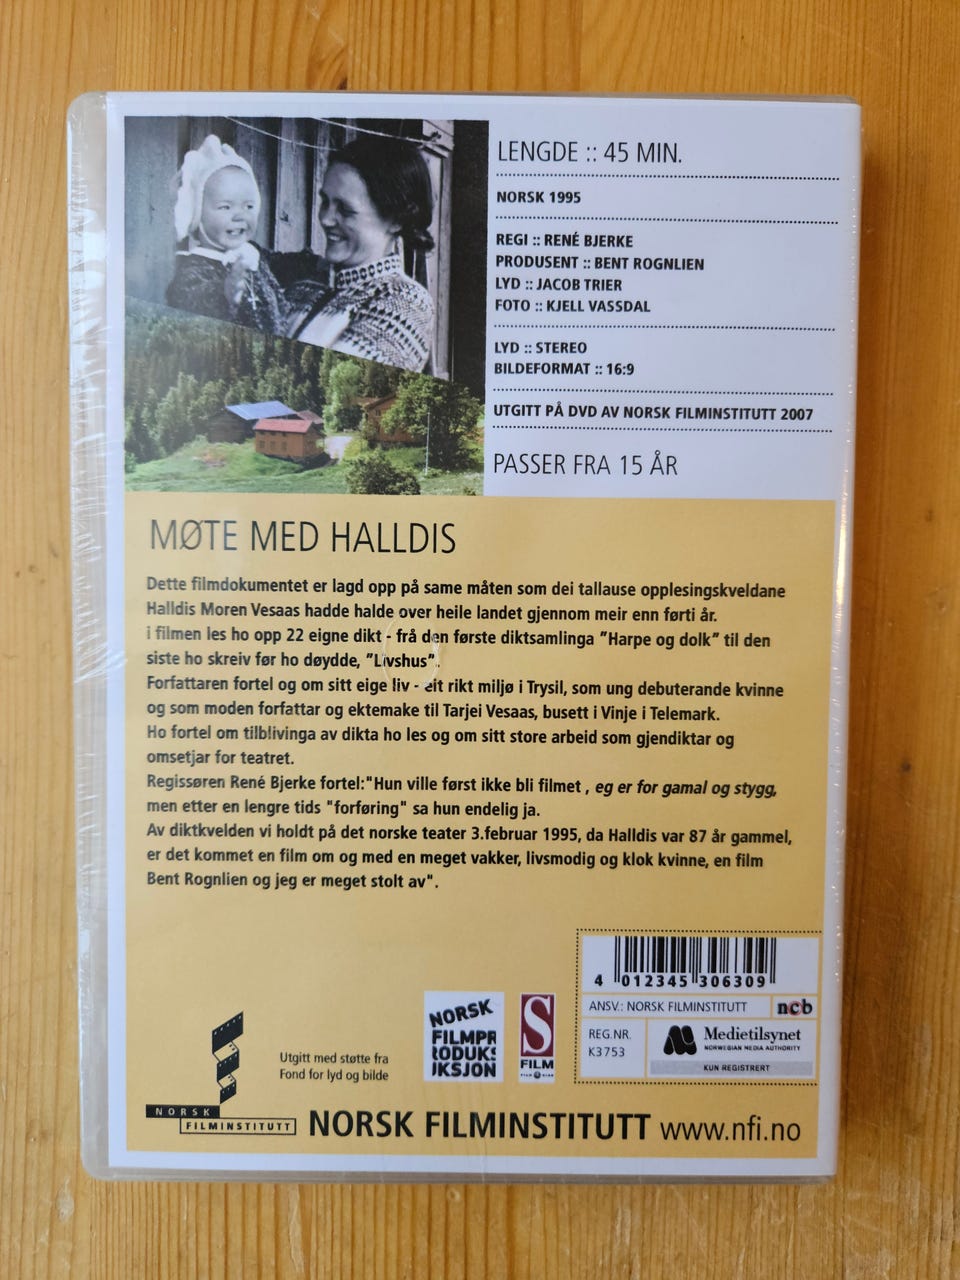 LENGDE :: 45 MIN.
NORSK 1995
REGI :: RENÉ BJERKE
PRODUSENT :: BENT ROGNLIEN
LYD :: JACOB TRIER
FOTO :: KJELL VASSDAL
LYD :: STEREO
BILDEFORMAT :: 16:9
UTGITT PÅ DVD AV NORSK FILMINSTITUTT 2007
PASSER FRA 15 ÅR
MØTE MED HALLDIS
Dette filmdokumentet er lagd opp på same måten som dei tallause opplesingskveldane
Halldis Moren Vesaas hadde halde over heile landet gjennom meir enn førti år.
i filmen les ho opp 22 eigne dikt - frå den første diktsamlinga "Harpe og dolk" til den
siste ho skreiv før ho døydde, "Livshus".
Forfattaren fortel og om sitt eige liv - eit rikt miljø i Trysil, som ung debuterande kvinne
og som moden forfattar og ektemake til Tarjei Vesaas, busett i Vinje i Telemark.
Ho fortel om tilblivinga av dikta ho les og om sitt store arbeid som gjendiktar og
omsetjar for teatret.
Regissøren René Bjerke fortel:"Hun ville først ikke bli filmet , eg er for gamal og stygg,
men etter en lengre tids "forføring" sa hun endelig ja.
Av diktkvelden vi holdt på det norske teater 3.februar 1995, da Halldis var 87 år gammel,
er det kommet en film om og med en meget vakker, livsmodig og klok kvinne, en film
Bent Rognlien og jeg er meget stolt av".
4 012345 306309
ANSV.: NORSK FILMINSTITUTT
ncb
REG.NR.
K3753
Medietilsynet
NORWEGIAN MEDIA AUTHORITY
KUN REGISTRERT
NORSK
FILMPR
ODUKS
JKSJON
S
FILM
Utgitt med støtte fra
Fond for lyd og bilde
NORSK
FILMINSTITUTT
NORSK FILMINSTITUTT www.nfi.no